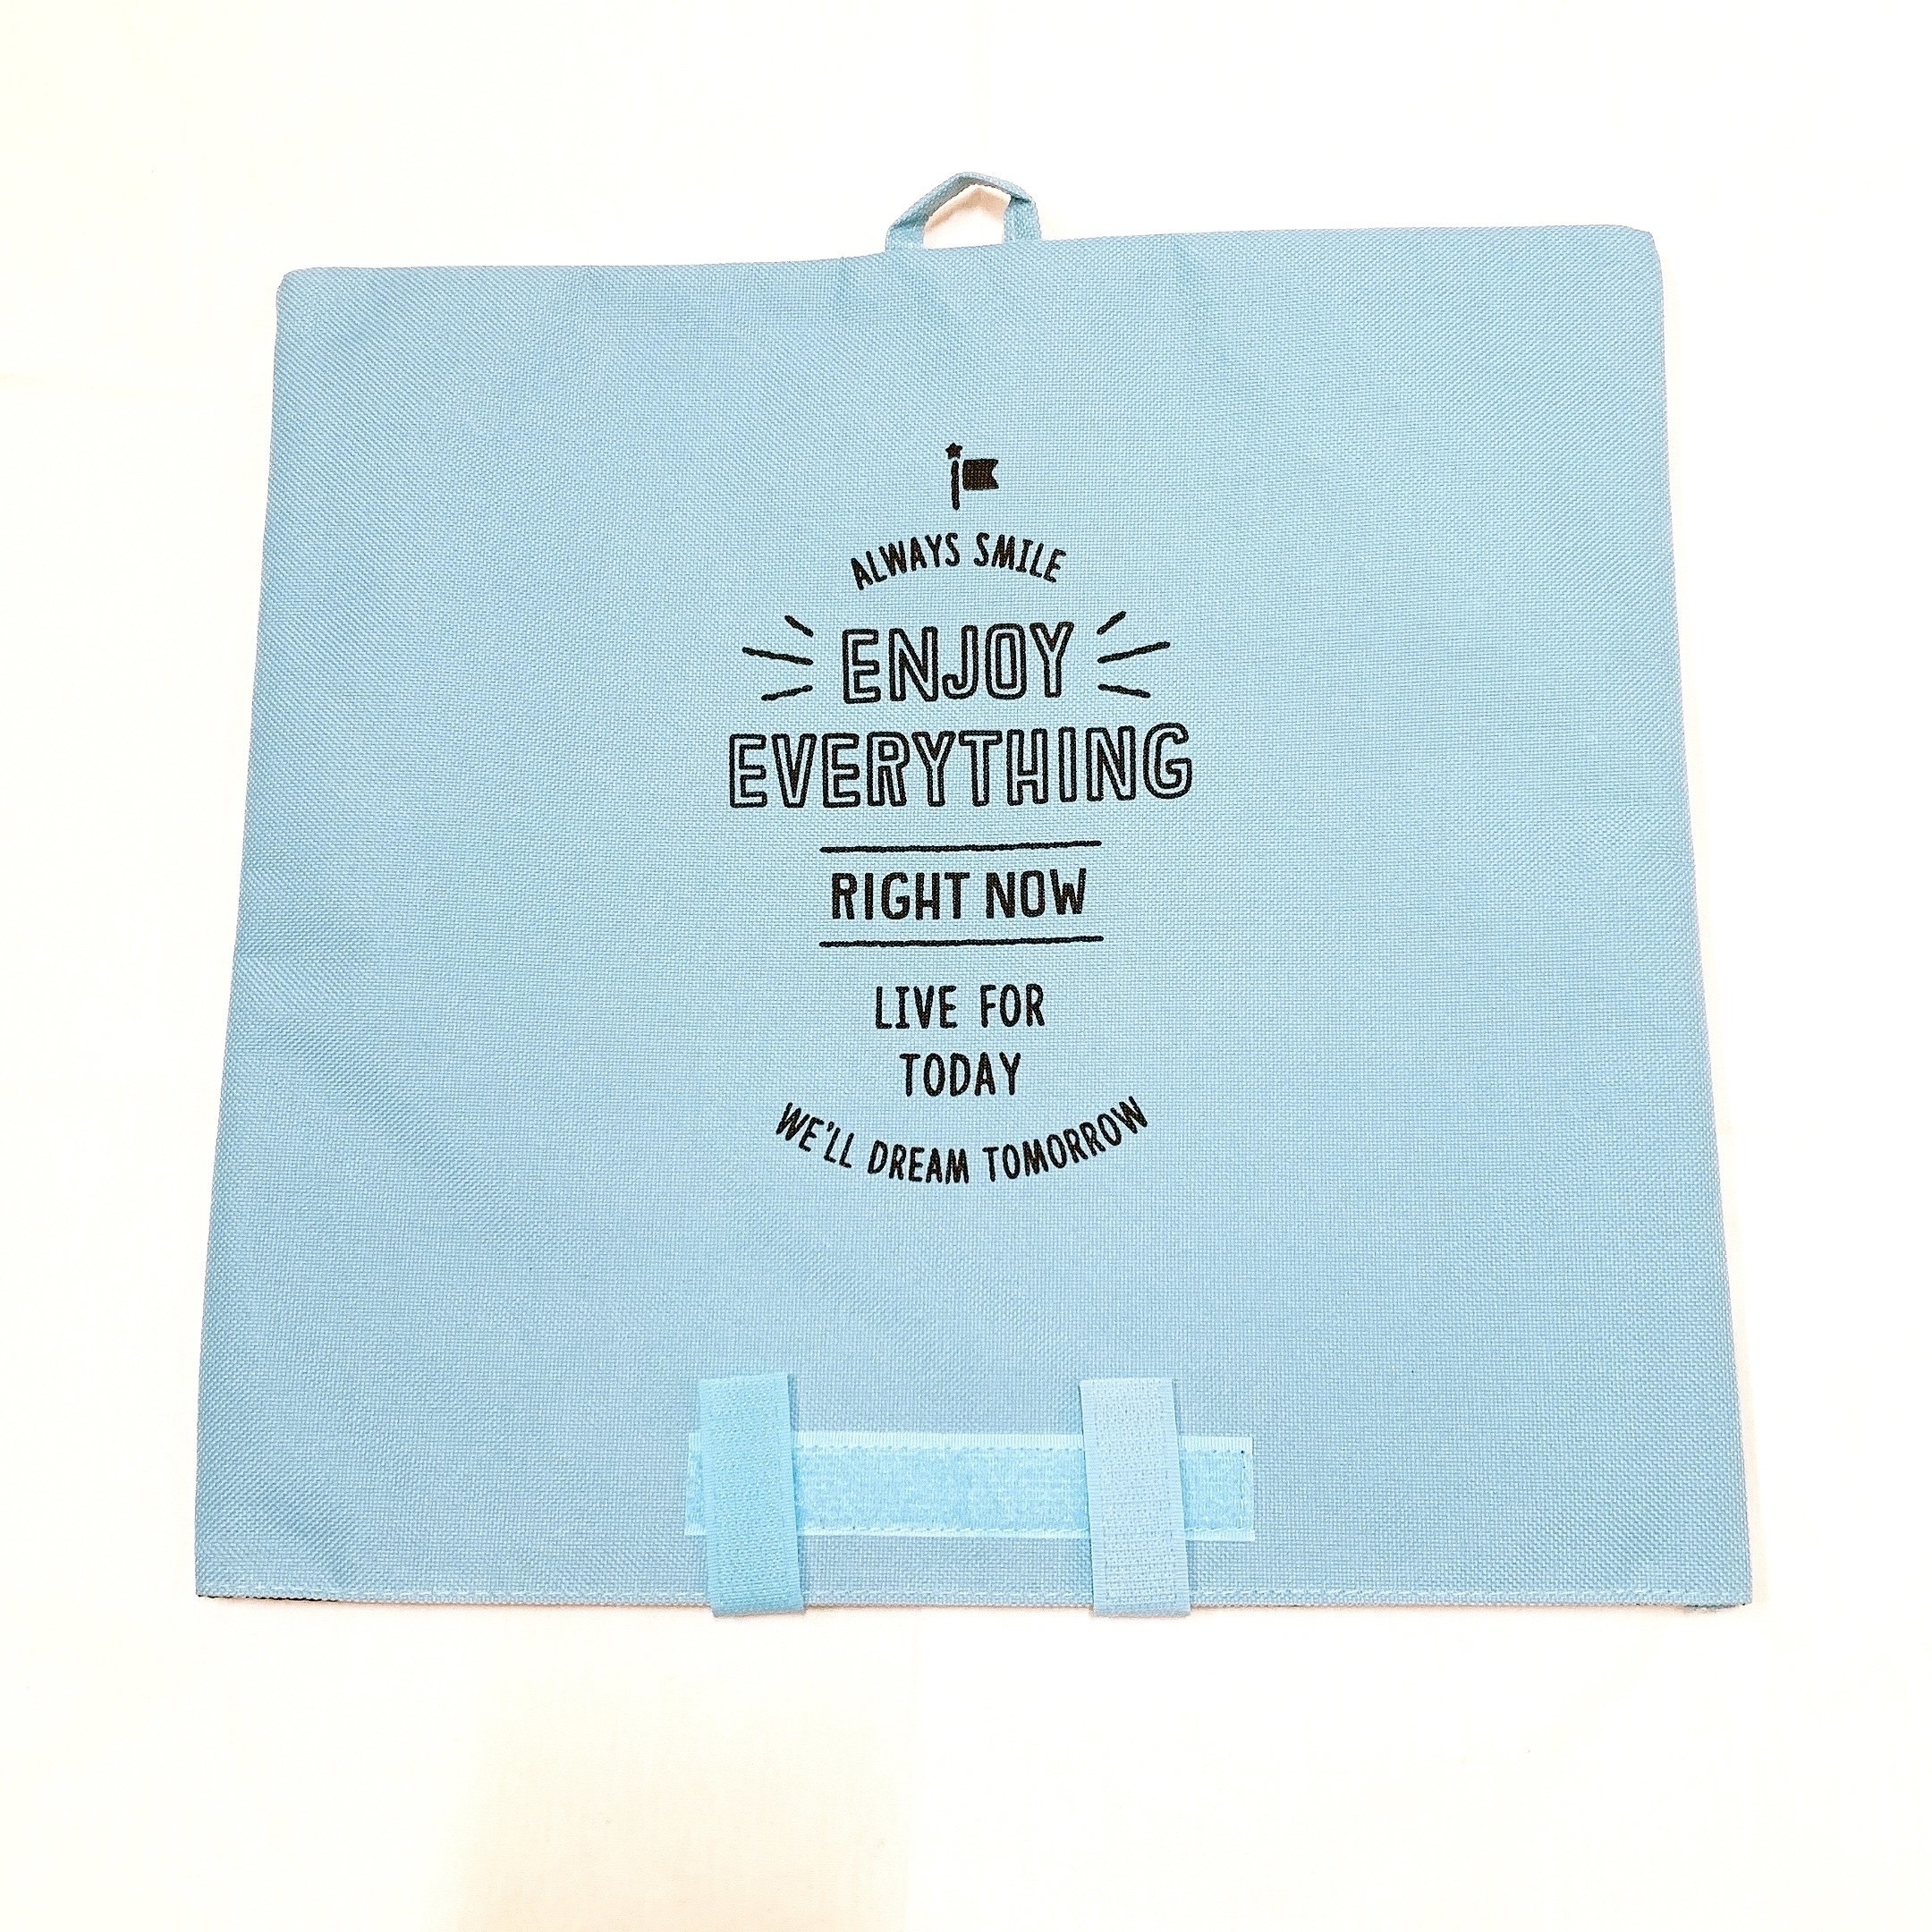 ALWAYS SMILE
ENJOY
EVERYTHING
RIGHT NOW
LIVE FOR
TODAY
WE'LL DREAM TOMORROW